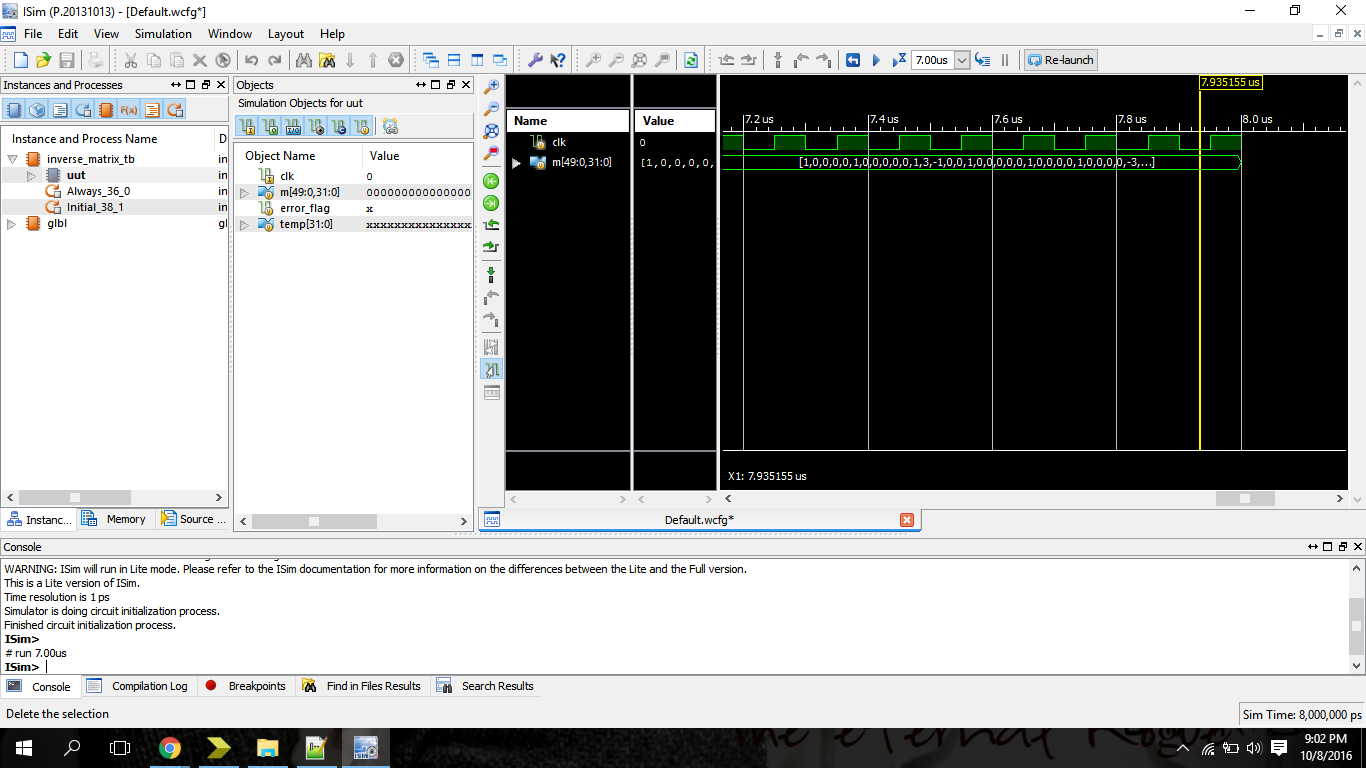 ISim (P.20131013) - [Default.wcfg*]
File Edit View Simulation Window Layout Help
7.00us Re-launch
Instances and Processes
Instance and Process Name D
inverse_matrix_tb in
uut in
Always_36_0 in
Initial_38_1 in
glbl gl
Instanc... Memory Source ...
Objects
Simulation Objects for uut
Object Name Value
clk 0
m[49:0,31:0] 000000000000000
error_flag x
temp[31:0] xxxxxxxxxxxxxxx
Name Value
clk 0
m[49:0,31:0] [1,0,0,0,0,
7.935155 us
7.2 us 7.4 us 7.6 us 7.8 us 8.0 us
[1,0,0,0,0,1,0,0,0,0,0,1,3,-1,0,0,1,0,0,0,0,0,1,0,0,0,0,1,0,0,0,0,-3,...]
X1: 7.935155 us
Default.wcfg*
Console
WARNING: ISim will run in Lite mode. Please refer to the ISim documentation for more information on the differences between the Lite and the Full version.
This is a Lite version of ISim.
Time resolution is 1 ps
Simulator is doing circuit initialization process.
Finished circuit initialization process.
ISim>
# run 7.00us
ISim>
Console Compilation Log Breakpoints Find in Files Results Search Results
Delete the selection Sim Time: 8,000,000 ps
the eternal
9:02 PM
10/8/2016